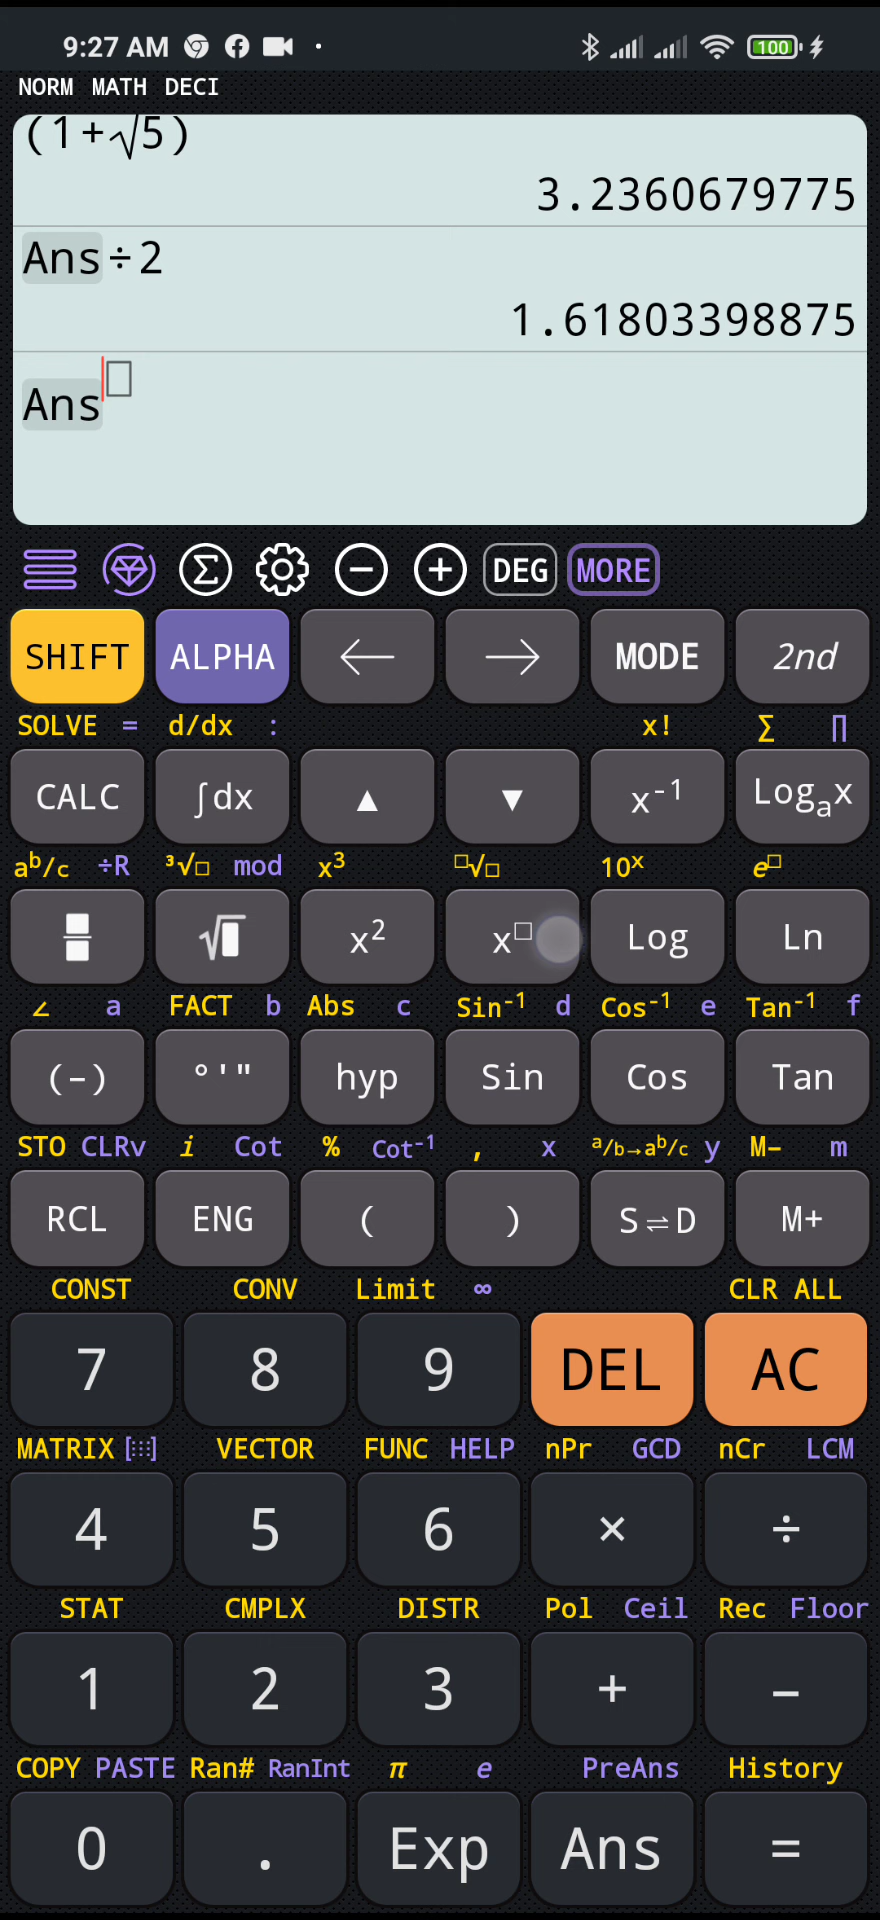 9:27 AM 100
NORM MATH DECI
(1+√5)
3.2360679775
Ans÷2
1.61803398875
Ans□
DEG MORE
SHIFT ALPHA ← → MODE 2nd
SOLVE = d/dx : x! ∑ ∏
CALC ∫dx ▲ ▼ x⁻¹ Logₐx
aᵇ/c ÷R ³√□ mod x³ □√□ 10ˣ e□
√ x² x□ Log Ln
∠ a FACT b Abs c Sin⁻¹ d Cos⁻¹ e Tan⁻¹ f
(−) °'" hyp Sin Cos Tan
STO CLRv i Cot % Cot⁻¹ , x a/b→aᵇ/c y M− m
RCL ENG ( ) S⇌D M+
CONST CONV Limit ∞ CLR ALL
7 8 9 DEL AC
MATRIX [∷] VECTOR FUNC HELP nPr GCD nCr LCM
4 5 6 × ÷
STAT CMPLX DISTR Pol Ceil Rec Floor
1 2 3 + −
COPY PASTE Ran# RanInt π e PreAns History
0 . Exp Ans =